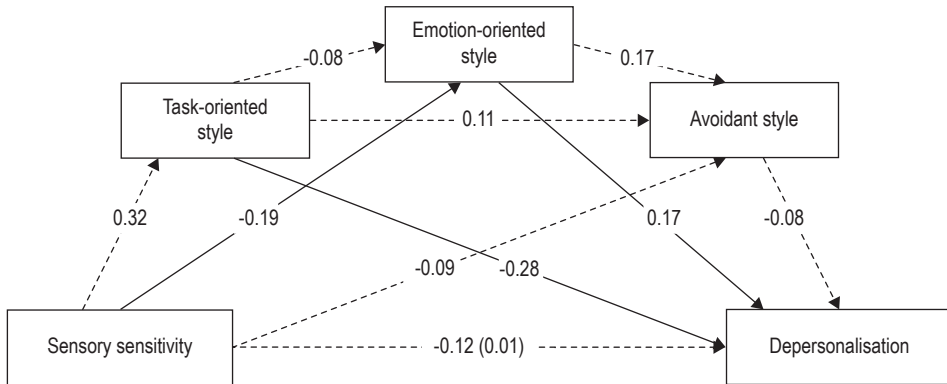 Emotion-oriented
style
-0.08
0.17
Task-oriented
style
0.11
Avoidant style
0.32
-0.19
0.17
-0.08
-0.09
-0.28
Sensory sensitivity
-0.12 (0.01)
Depersonalisation